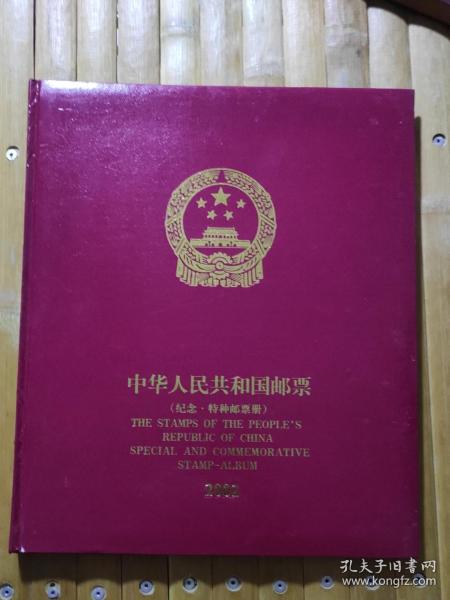 中华人民共和国邮票
（纪念·特种邮票册）
THE STAMPS OF THE PEOPLE'S
REPUBLIC OF CHINA
SPECIAL AND COMMEMORATIVE
STAMP-ALBUM
2002
孔夫子旧书网
www.kongfz.com